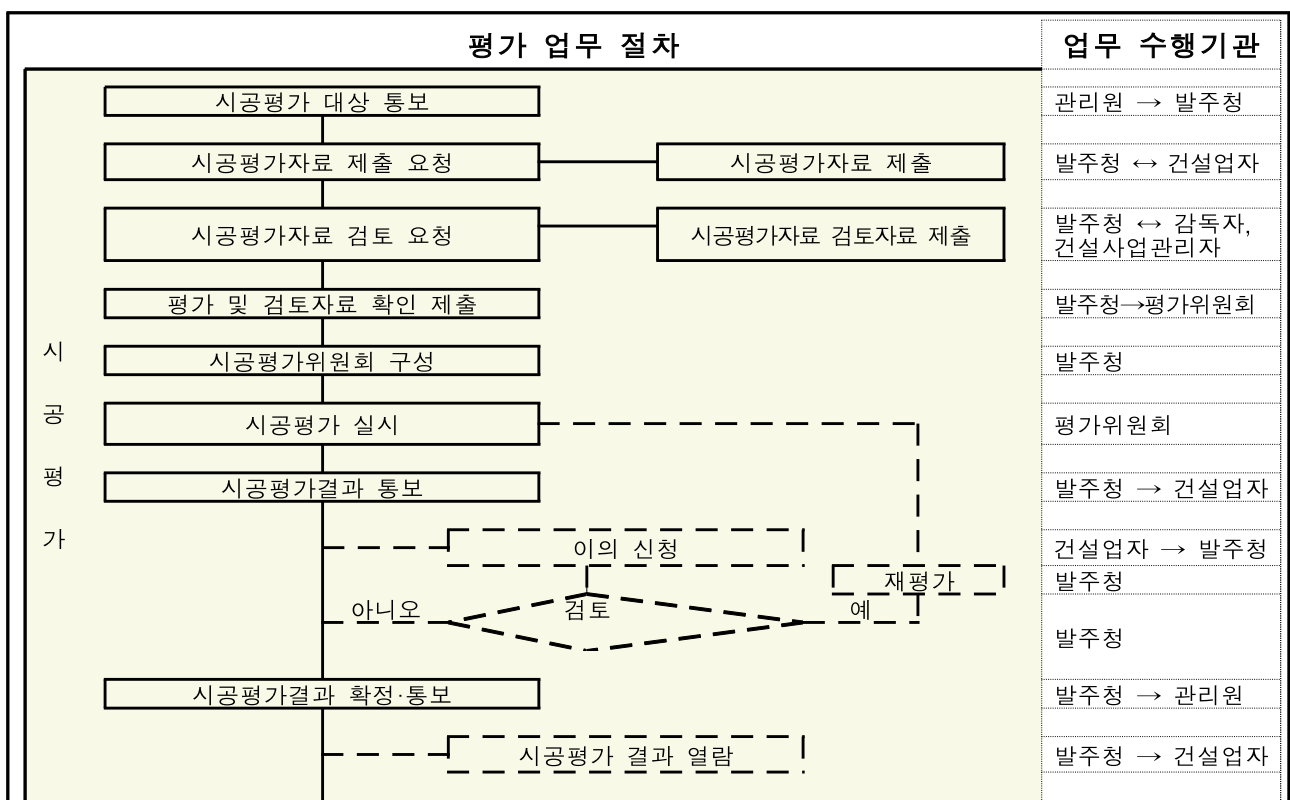 평가 업무 절차
업무 수행기관
시공평가 대상 통보
관리원 → 발주청
시공평가자료 제출 요청
시공평가자료 제출
발주청 ↔ 건설업자
시공평가자료 검토 요청
시공평가자료 검토자료 제출
발주청 ↔ 감독자,
건설사업관리자
평가 및 검토자료 확인 제출
발주청→평가위원회
시
공
평
가
시공평가위원회 구성
발주청
시공평가 실시
평가위원회
시공평가결과 통보
발주청 → 건설업자
이의 신청
건설업자 → 발주청
재평가
발주청
아니오
검토
예
발주청
시공평가결과 확정·통보
발주청 → 관리원
시공평가 결과 열람
발주청 → 건설업자